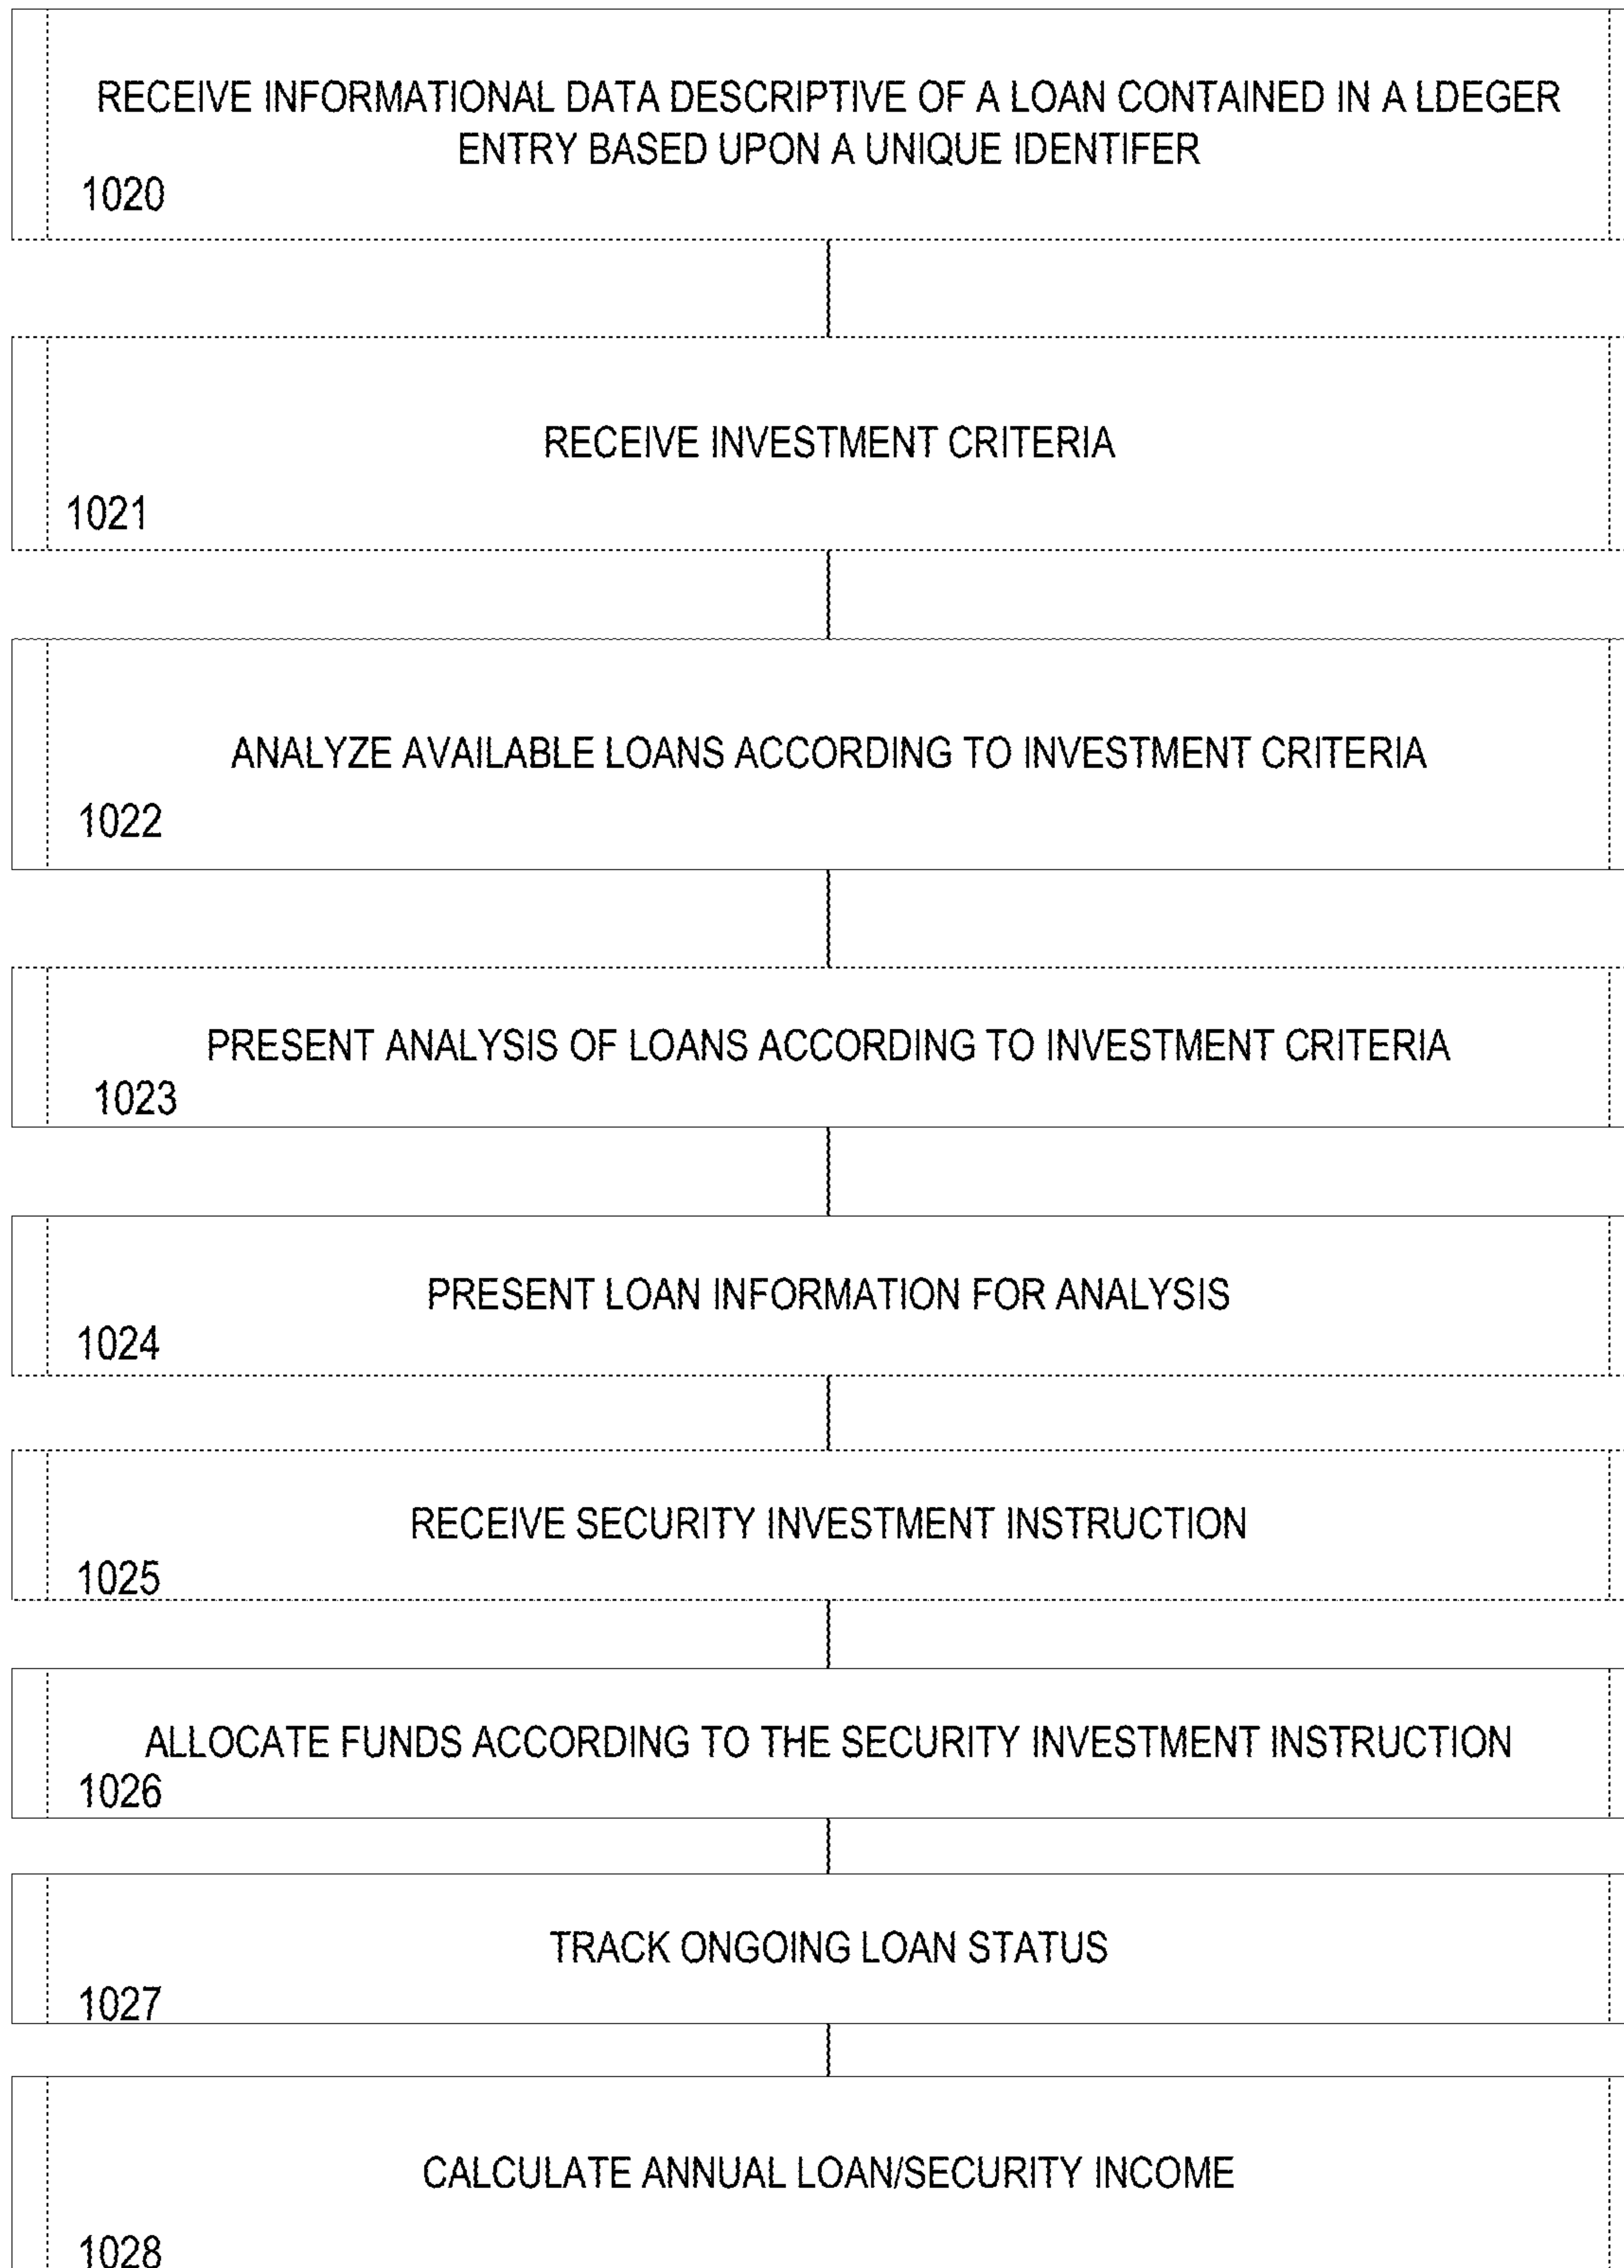 RECEIVE INFORMATIONAL DATA DESCRIPTIVE OF A LOAN CONTAINED IN A LDEGER
ENTRY BASED UPON A UNIQUE IDENTIFER
1020
RECEIVE INVESTMENT CRITERIA
1021
ANALYZE AVAILABLE LOANS ACCORDING TO INVESTMENT CRITERIA
1022
PRESENT ANALYSIS OF LOANS ACCORDING TO INVESTMENT CRITERIA
1023
PRESENT LOAN INFORMATION FOR ANALYSIS
1024
RECEIVE SECURITY INVESTMENT INSTRUCTION
1025
ALLOCATE FUNDS ACCORDING TO THE SECURITY INVESTMENT INSTRUCTION
1026
TRACK ONGOING LOAN STATUS
1027
CALCULATE ANNUAL LOAN/SECURITY INCOME
1028